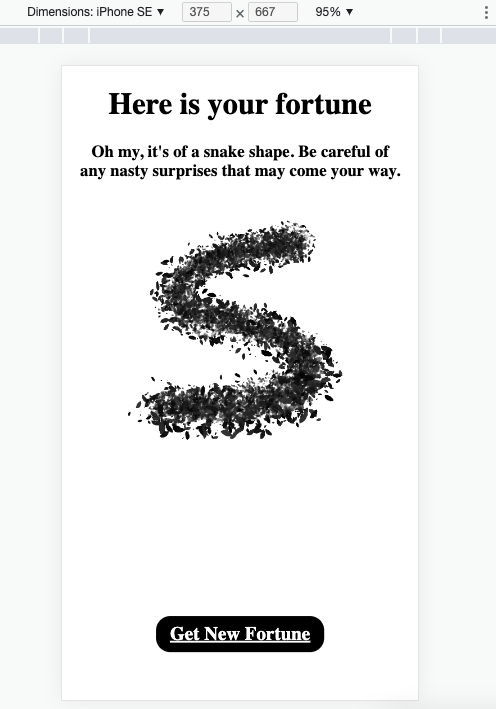 Dimensions: iPhone SE ▼ 375 × 667 95% ▼
Here is your fortune
Oh my, it's of a snake shape. Be careful of
any nasty surprises that may come your way.
Get New Fortune